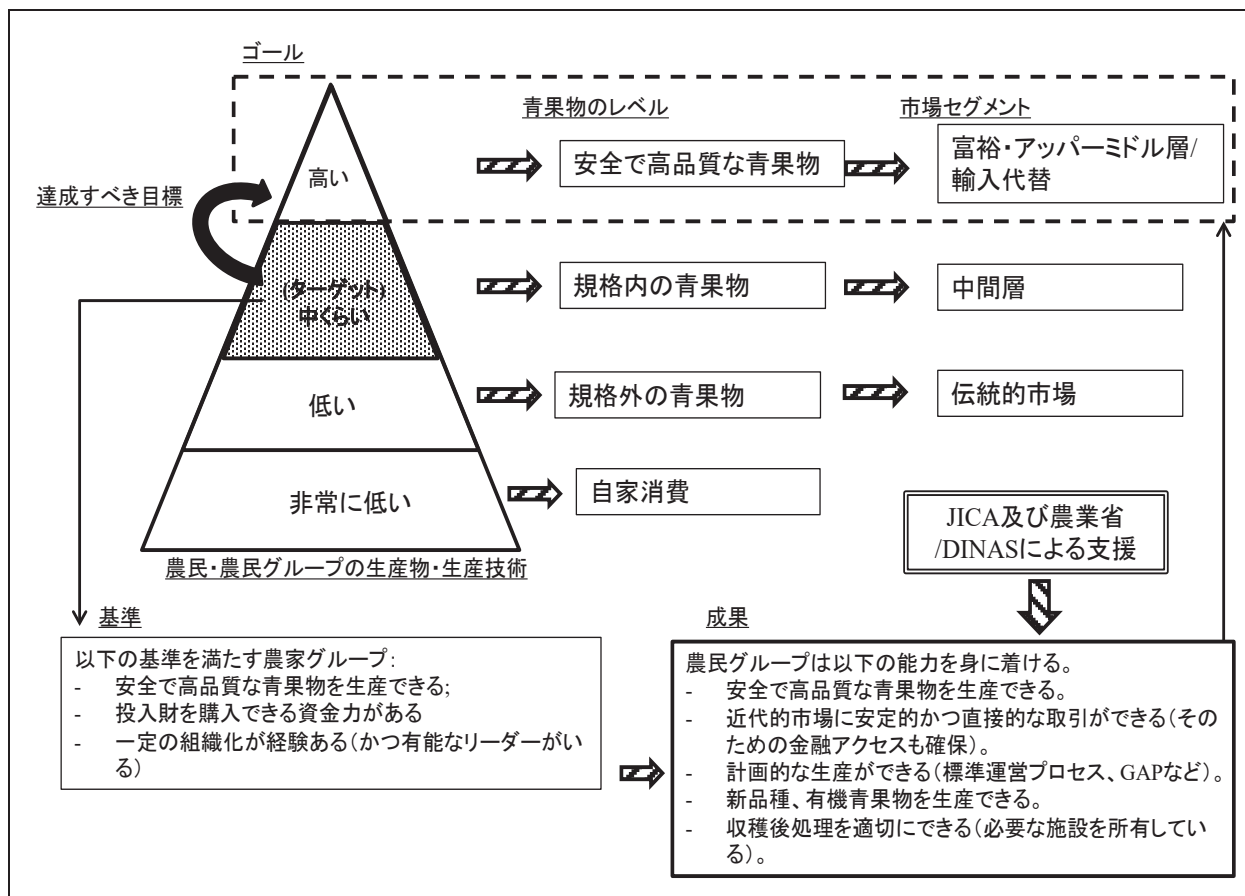 ゴール
青果物のレベル
市場セグメント
高い
安全で高品質な青果物
富裕・アッパーミドル層/
輸入代替
達成すべき目標
(ターゲット)
中くらい
規格内の青果物
中間層
低い
規格外の青果物
伝統的市場
非常に低い
自家消費
農民・農民グループの生産物・生産技術
JICA及び農業省
/DINASによる支援
基準
以下の基準を満たす農家グループ:
- 安全で高品質な青果物を生産できる;
- 投入財を購入できる資金力がある
- 一定の組織化が経験ある(かつ有能なリーダーがい
る)
成果
農民グループは以下の能力を身に着ける。
- 安全で高品質な青果物を生産できる。
- 近代的市場に安定的かつ直接的な取引ができる(そ の
ための金融アクセスも確保)。
- 計画的な生産ができる(標準運営プロセス、GAPなど)。
- 新品種、有機青果物を生産できる。
- 収穫後処理を適切にできる(必要な施設を所有してい
る)。